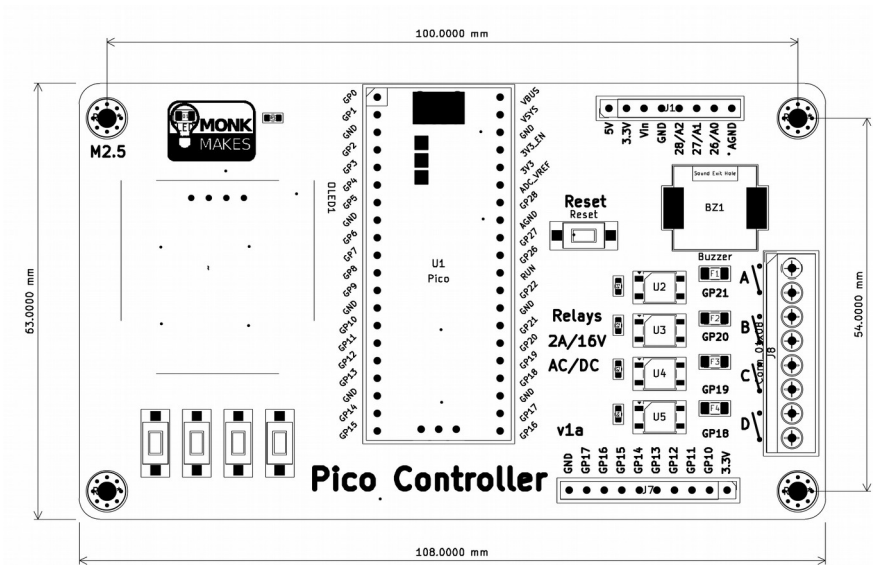 100.0000 mm
63.0000 mm
54.0000 mm
108.0000 mm
M2.5
LED
MONK
MAKES
OLED1
GP0
GP1
GND
GP2
GP3
GP4
GP5
GND
GP6
GP7
GP8
GP9
GND
GP10
GP11
GP12
GP13
GND
GP14
GP15
U1
Pico
VBUS
VSYS
GND
3V3_EN
3V3
ADC_VREF
GP28
AGND
GP27
GP26
RUN
GP22
GND
GP21
GP20
GP19
GP18
GND
GP17
GP16
J1
5V
3.3V
Vin
GND
28/A2
27/A1
26/A0
AGND
Sound Exit Hole
BZ1
Buzzer
Reset
Reset
Relays
2A/16V
AC/DC
v1a
U2
U3
U4
U5
F1
GP21
F2
GP20
F3
GP19
F4
GP18
A
B
C
D
J8
GND
GP17
GP16
GP15
GP14
GP13
GP12
GP11
GP10
3.3V
J7
Pico Controller